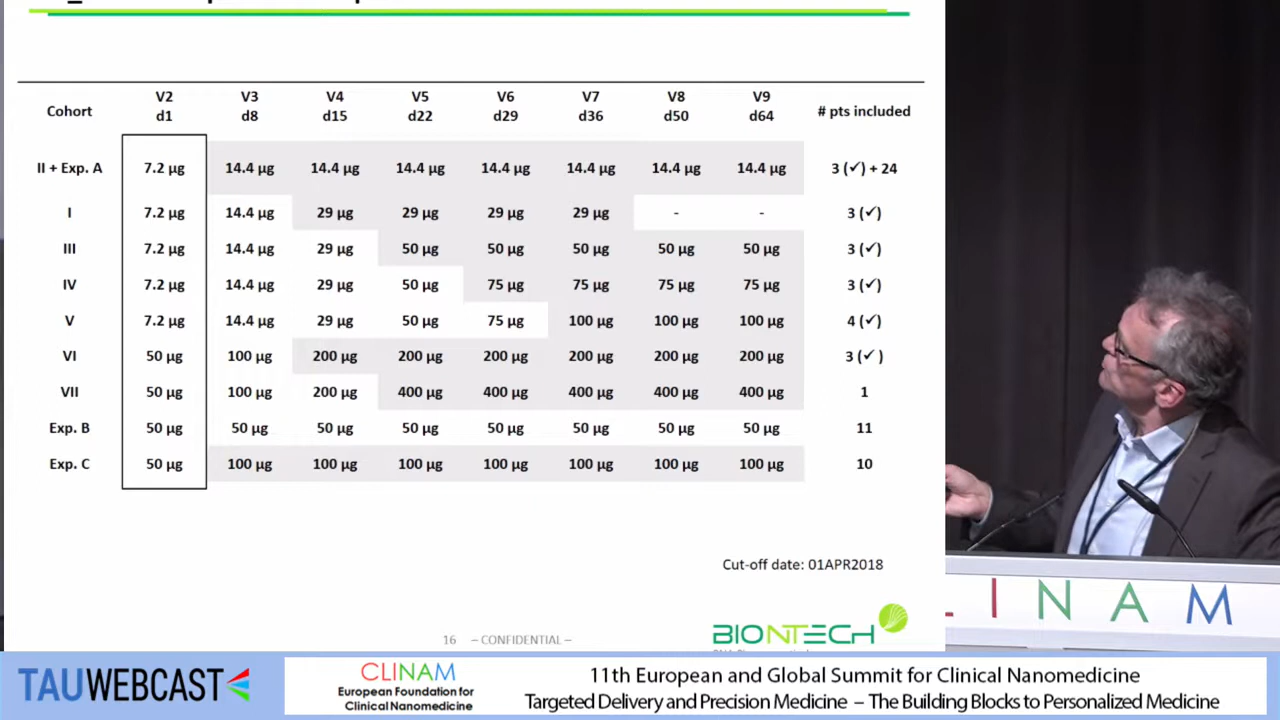 Cohort V2 d1 V3 d8 V4 d15 V5 d22 V6 d29 V7 d36 V8 d50 V9 d64 # pts included
II + Exp. A 7.2 µg 14.4 µg 14.4 µg 14.4 µg 14.4 µg 14.4 µg 14.4 µg 14.4 µg 3 (✓) + 24
I 7.2 µg 14.4 µg 29 µg 29 µg 29 µg 29 µg - - 3 (✓)
III 7.2 µg 14.4 µg 29 µg 50 µg 50 µg 50 µg 50 µg 50 µg 3 (✓)
IV 7.2 µg 14.4 µg 29 µg 50 µg 75 µg 75 µg 75 µg 75 µg 3 (✓)
V 7.2 µg 14.4 µg 29 µg 50 µg 75 µg 100 µg 100 µg 100 µg 4 (✓)
VI 50 µg 100 µg 200 µg 200 µg 200 µg 200 µg 200 µg 200 µg 3 (✓ )
VII 50 µg 100 µg 200 µg 400 µg 400 µg 400 µg 400 µg 400 µg 1
Exp. B 50 µg 50 µg 50 µg 50 µg 50 µg 50 µg 50 µg 50 µg 11
Exp. C 50 µg 100 µg 100 µg 100 µg 100 µg 100 µg 100 µg 100 µg 10
Cut-off date: 01APR2018
16 – CONFIDENTIAL –
BIONTECH
LINAM
TAUWEBCAST
CLINAM
European Foundation for
Clinical Nanomedicine
11th European and Global Summit for Clinical Nanomedicine
Targeted Delivery and Precision Medicine – The Building Blocks to Personalized Medicine